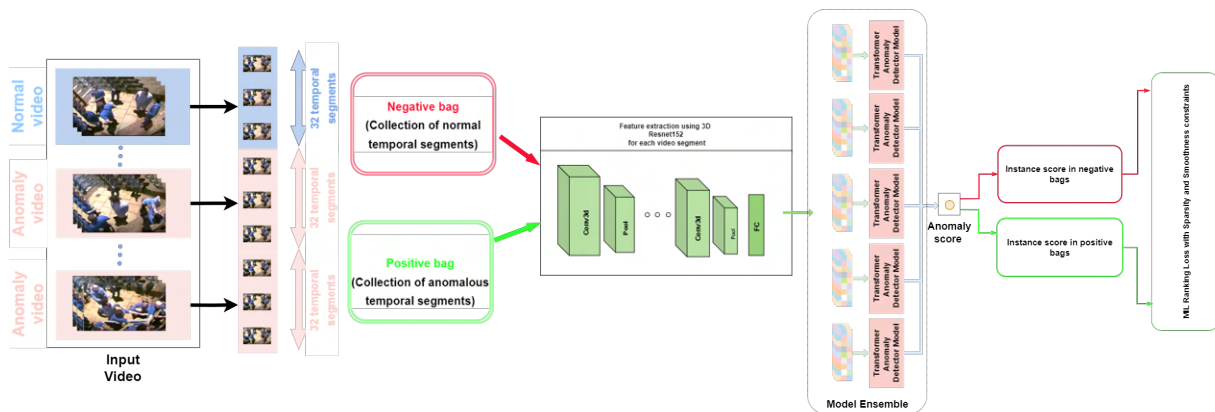 Normal
video
Anomaly
video
Anomaly
video
Input
Video
32 temporal
segments
32 temporal
segments
32 temporal
segments
Negative bag
(Collection of normal
temporal segments)
Positive bag
(Collection of anomalous
temporal segments)
Feature extraction using 3D
Resnet152
for each video segment
Conv3d
Pool
Conv3d
Pool
FC
Transformer
Anomaly
Detector Model
Transformer
Anomaly
Detector Model
Transformer
Anomaly
Detector Model
Transformer
Anomaly
Detector Model
Transformer
Anomaly
Detector Model
Model Ensemble
Anomaly
score
Instance score in negative
bags
Instance score in positive
bags
MIL Ranking Loss with Sparsity and Smoothness constraints